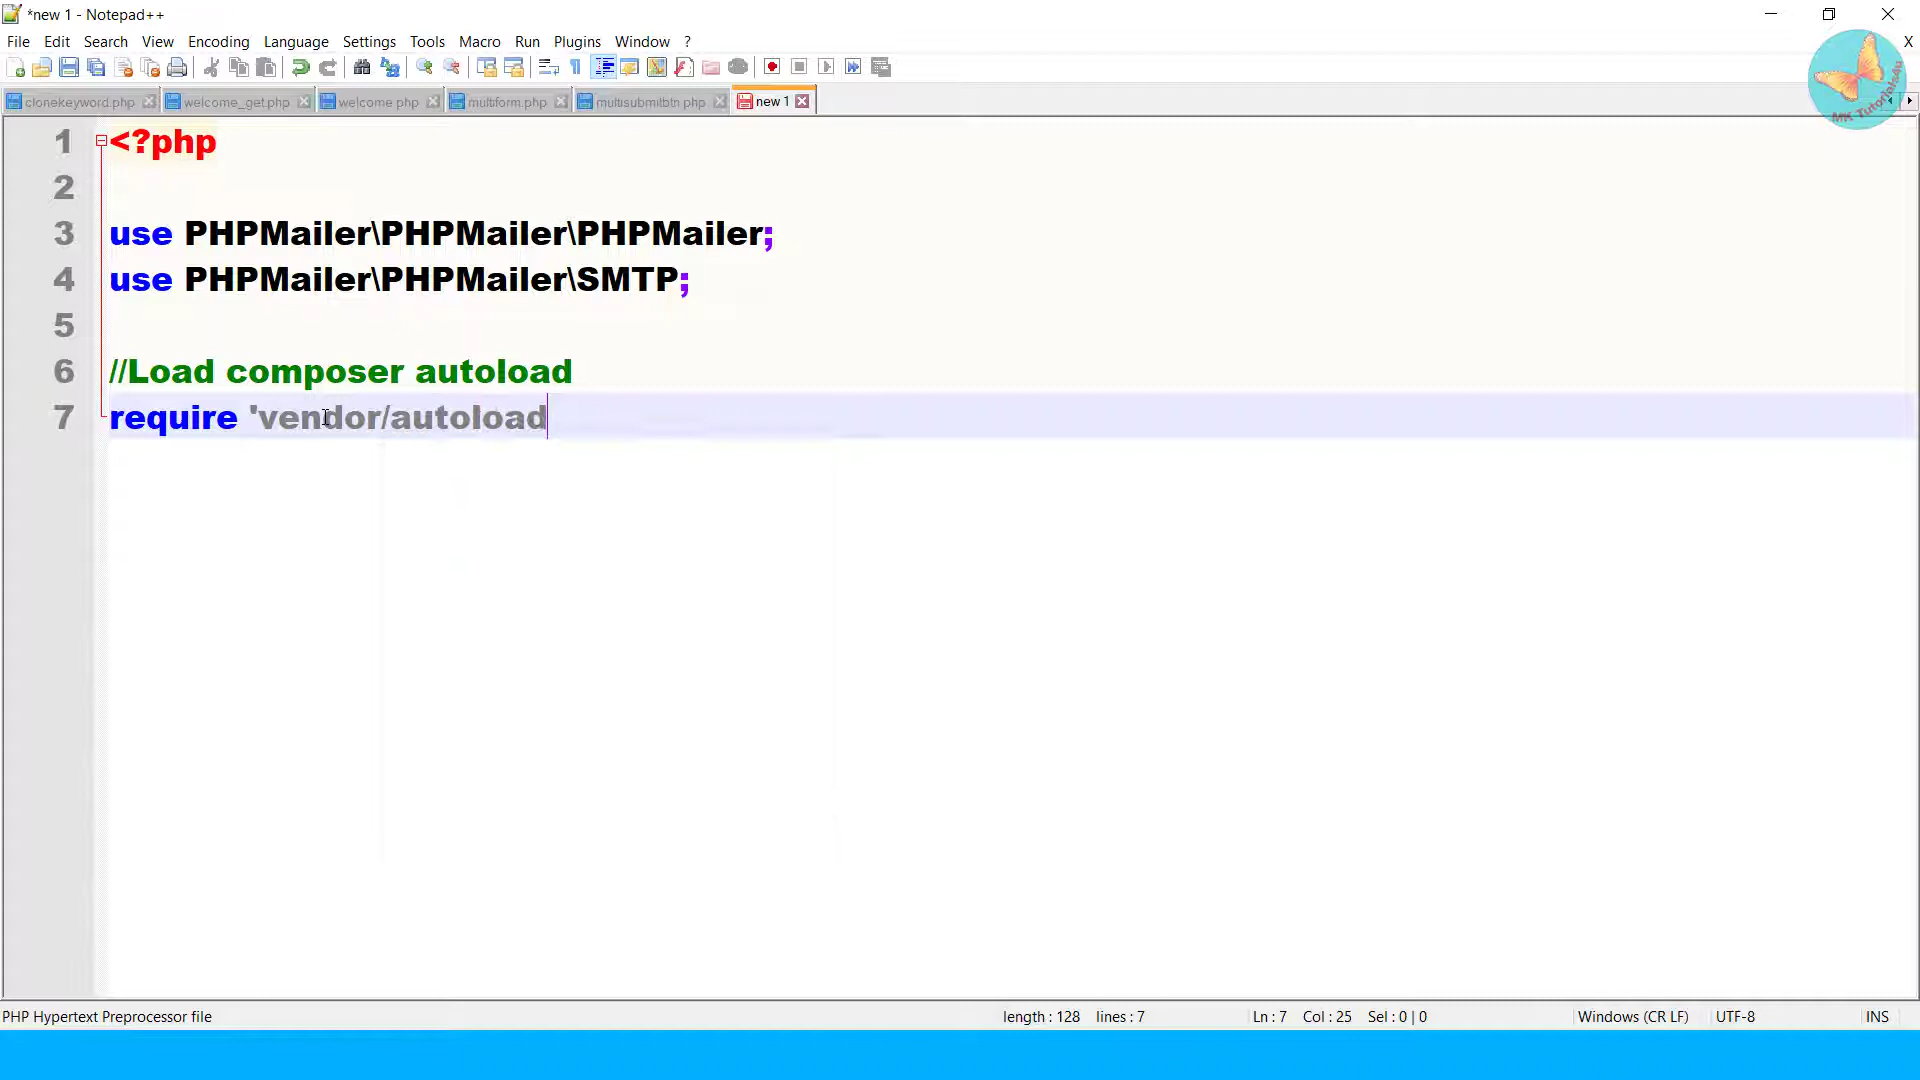 *new 1 - Notepad++
File Edit Search View Encoding Language Settings Tools Macro Run Plugins Window ?
X
clonekeyword.php welcome_get.php welcome.php multform.php multisubmitbtn.php new 1
MK Tutorials4u
1 <?php
2
3 use PHPMailer\PHPMailer\PHPMailer;
4 use PHPMailer\PHPMailer\SMTP;
5
6 //Load composer autoload
7 require 'vendor/autoload
PHP Hypertext Preprocessor file length : 128 lines : 7 Ln : 7 Col : 25 Sel : 0 | 0 Windows (CR LF) UTF-8 INS